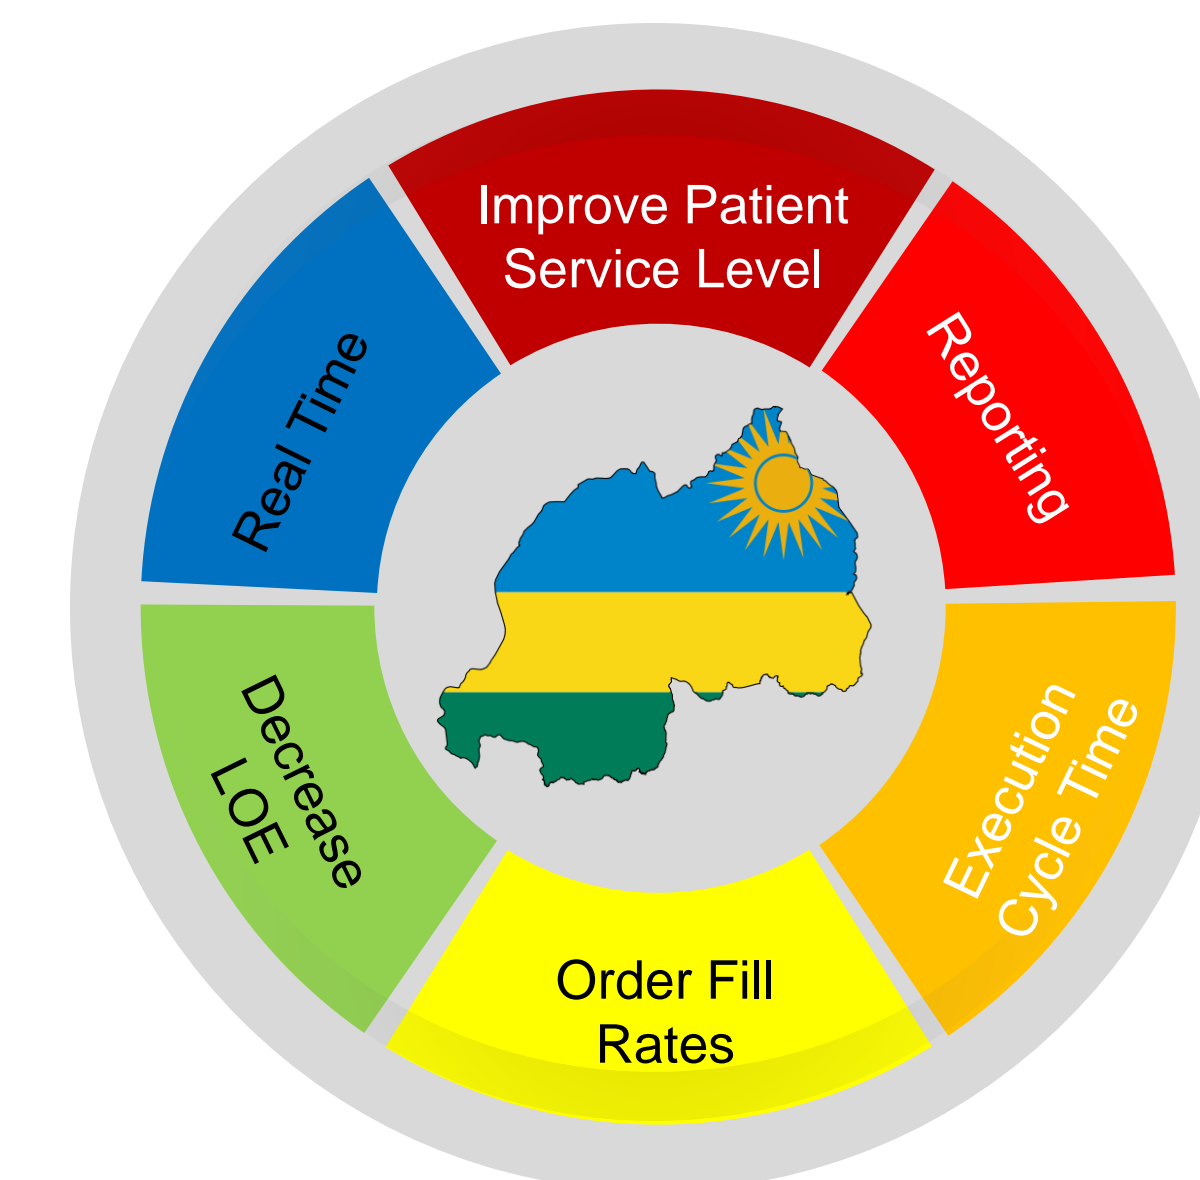 Improve Patient
Service Level
Reporting
Execution
Cycle Time
Order Fill
Rates
Decrease
LOE
Real Time